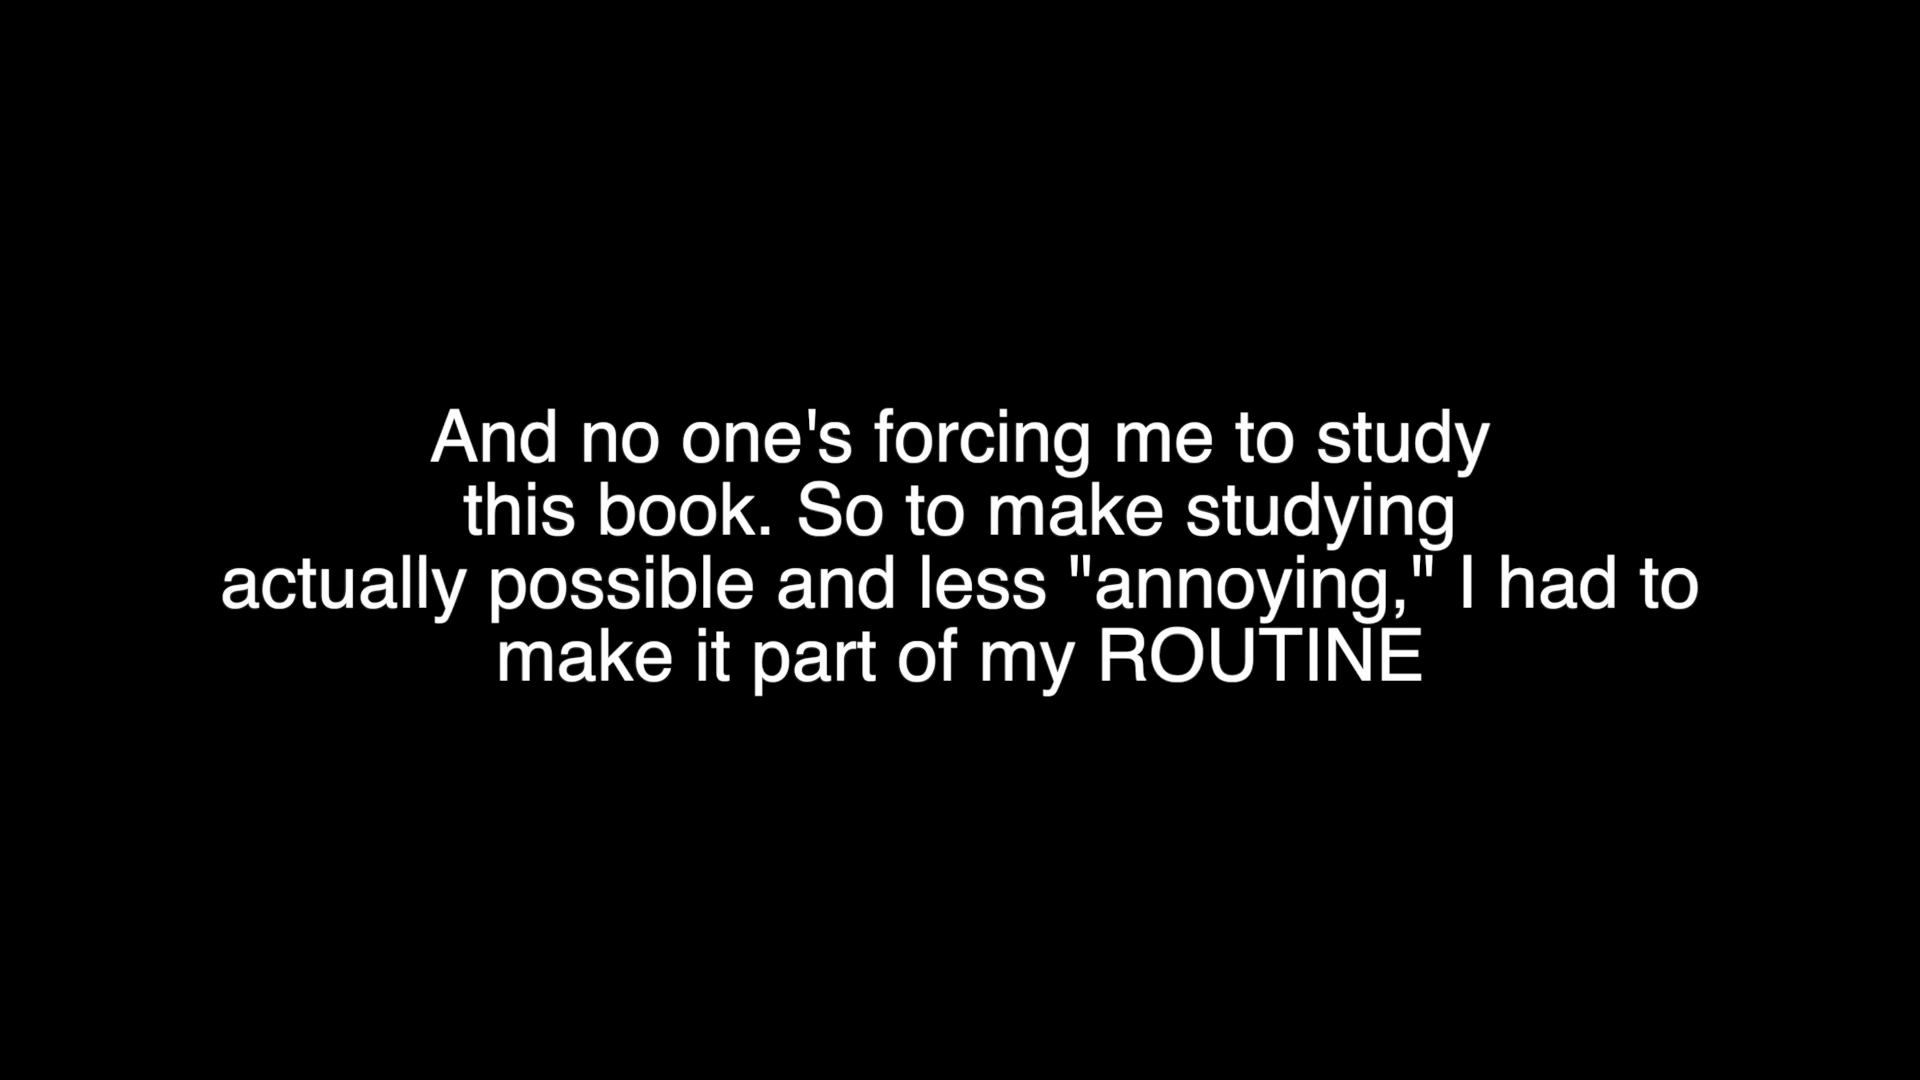 And no one's forcing me to study
this book. So to make studying
actually possible and less "annoying," I had to
make it part of my ROUTINE